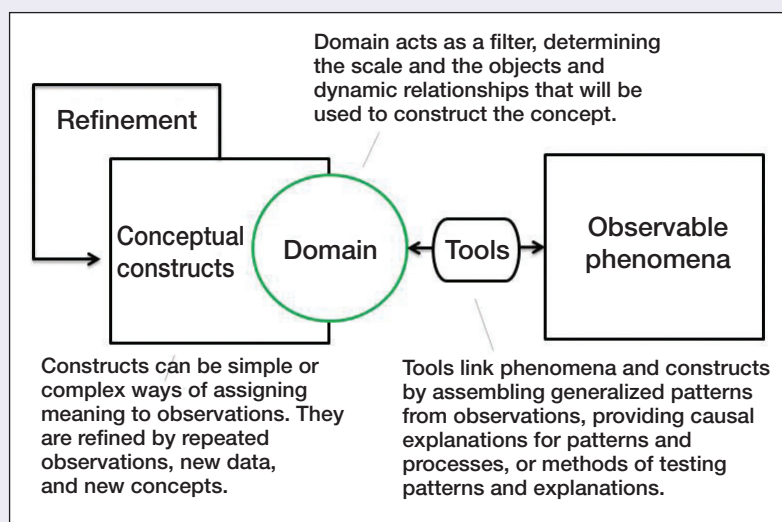 Domain acts as a filter, determining
the scale and the objects and
dynamic relationships that will be
used to construct the concept.
Refinement
Conceptual
constructs
Domain
Tools
Observable
phenomena
Constructs can be simple or
complex ways of assigning
meaning to observations. They
are refined by repeated
observations, new data,
and new concepts.
Tools link phenomena and constructs
by assembling generalized patterns
from observations, providing causal
explanations for patterns and
processes, or methods of testing
patterns and explanations.